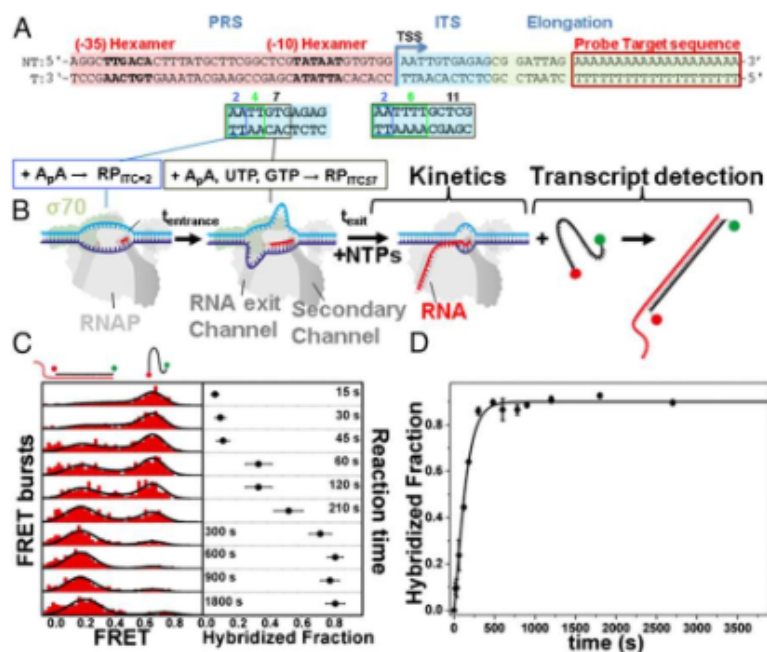 A
PRS
ITS
Elongation
(-35) Hexamer
(-10) Hexamer
TSS
Probe Target sequence
NT:5'-AGGCTTGACACTTTATGCTTCGGCTCGTATAATGTGTGG AATTGTGAGAGCG GATTAG AAAAAAAAAAAAAAAAAAAA-3'
T:3'-TCCGAACTGTGAAATACGAAGCCGAGCATATTACACACC TTAACACTCTCGC CTAATC TTTTTTTTTTTTTTTTTTTT-5'
2 4 7
AATTGTGAGAG
TTAACACTCTC
2 6 11
AATTTTGCTCG
TTAAAACGAGC
+ ApA → RPITC=2
+ ApA, UTP, GTP → RPITC≤7
Kinetics
Transcript detection
B
σ70
tentrance
texit
+NTPs
+
RNAP
RNA exit
Channel
Secondary
Channel
RNA
C
FRET bursts
15 s
30 s
45 s
60 s
120 s
210 s
300 s
600 s
900 s
1800 s
Reaction time
0.0 0.2 0.4 0.6 0.8
0.0 0.2 0.4 0.6 0.8
FRET
Hybridized Fraction
D
Hybridized Fraction
0.8
0.6
0.4
0.2
0.0
0 500 1000 1500 2000 2500 3000 3500
time (s)